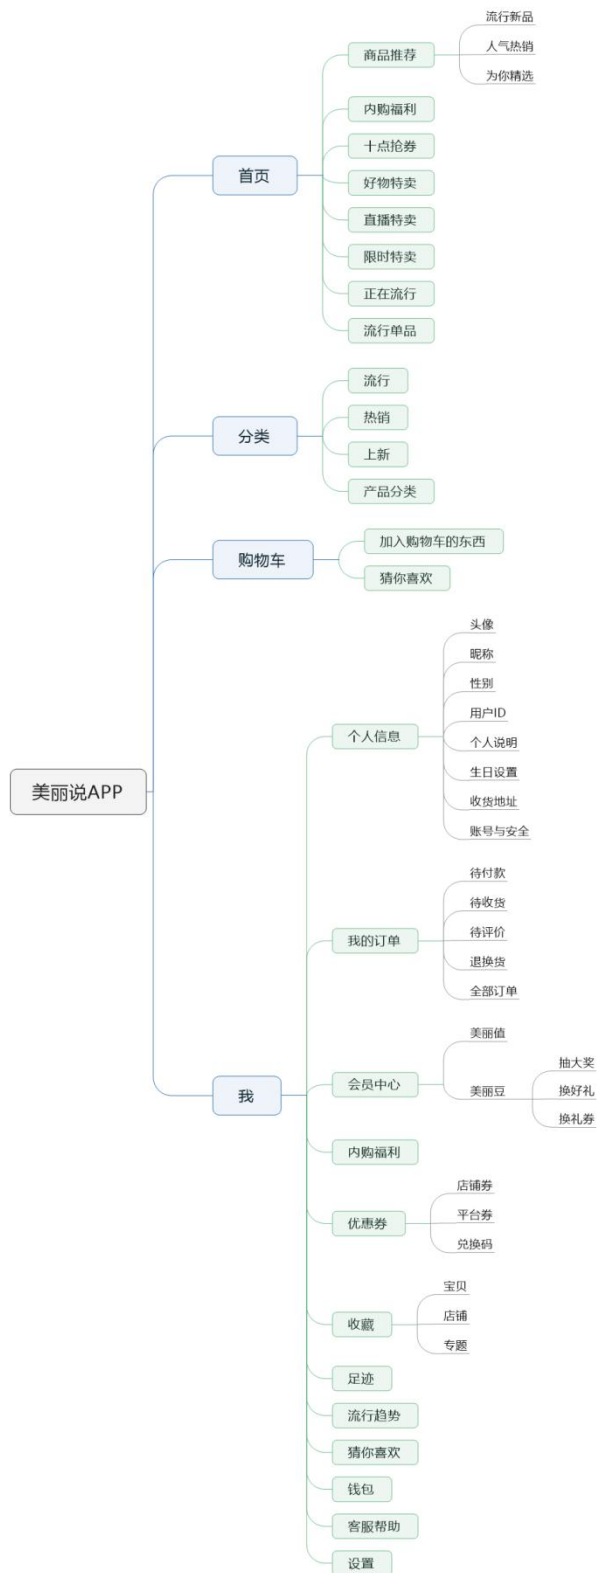 美丽说APP
首页
商品推荐
流行新品
人气热销
为你精选
内购福利
十点抢券
好物特卖
直播特卖
限时特卖
正在流行
流行单品
分类
流行
热销
上新
产品分类
购物车
加入购物车的东西
猜你喜欢
我
个人信息
头像
昵称
性别
用户ID
个人说明
生日设置
收货地址
账号与安全
我的订单
待付款
待收货
待评价
退换货
全部订单
会员中心
美丽值
美丽豆
抽大奖
换好礼
换礼券
内购福利
优惠券
店铺券
平台券
兑换码
收藏
宝贝
店铺
专题
足迹
流行趋势
猜你喜欢
钱包
客服帮助
设置